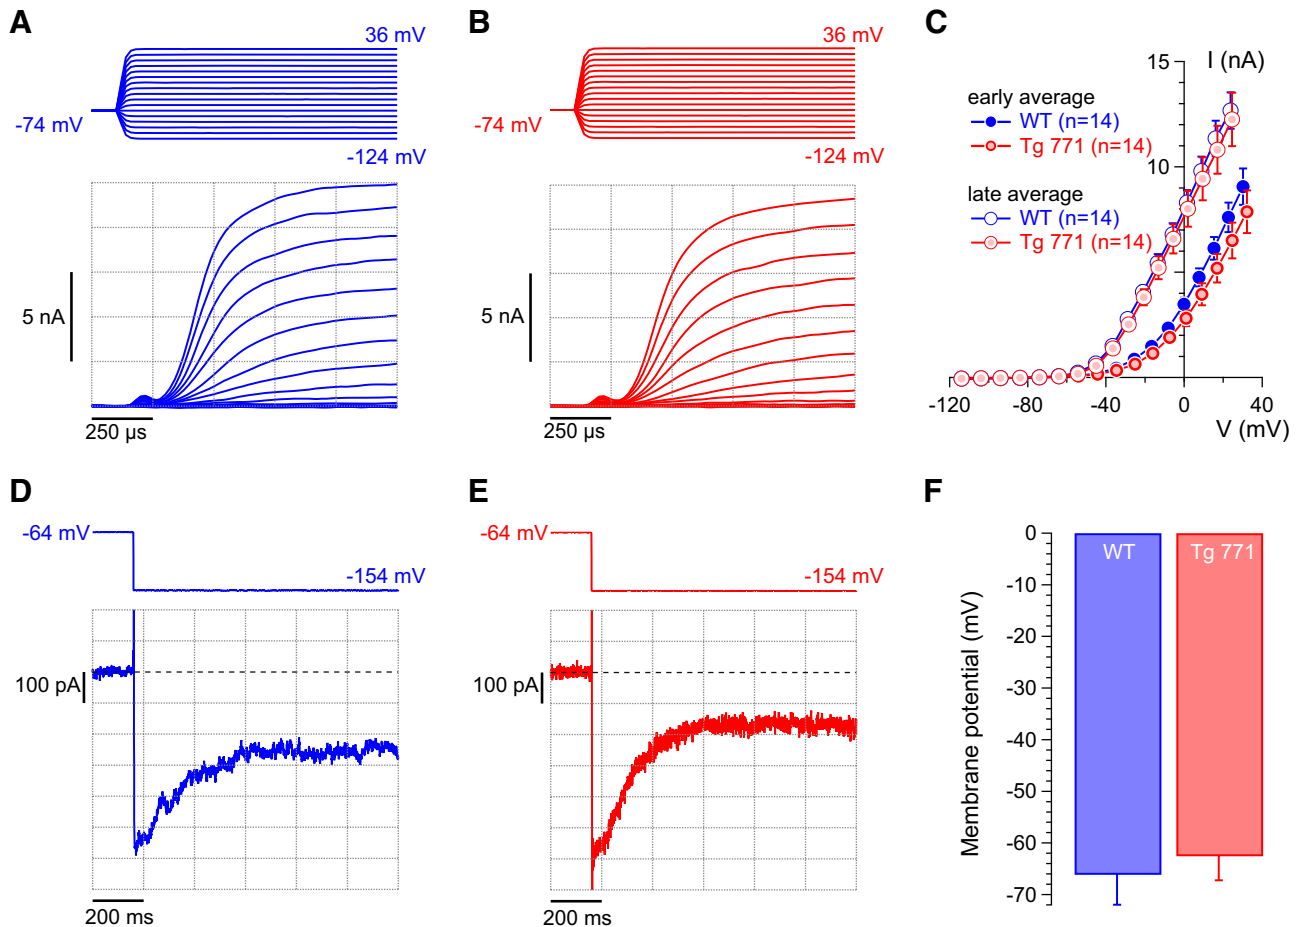 A
36 mV
-74 mV
-124 mV
5 nA
250 µs
B
36 mV
-74 mV
-124 mV
5 nA
250 µs
C
15
I (nA)
early average
WT (n=14)
Tg 771 (n=14)
10
late average
WT (n=14)
Tg 771 (n=14)
-120
-80
-40
0
40
V (mV)
D
-64 mV
-154 mV
100 pA
200 ms
E
-64 mV
-154 mV
100 pA
200 ms
F
Membrane potential (mV)
0
-10
-20
-30
-40
-50
-60
-70
WT
Tg 771